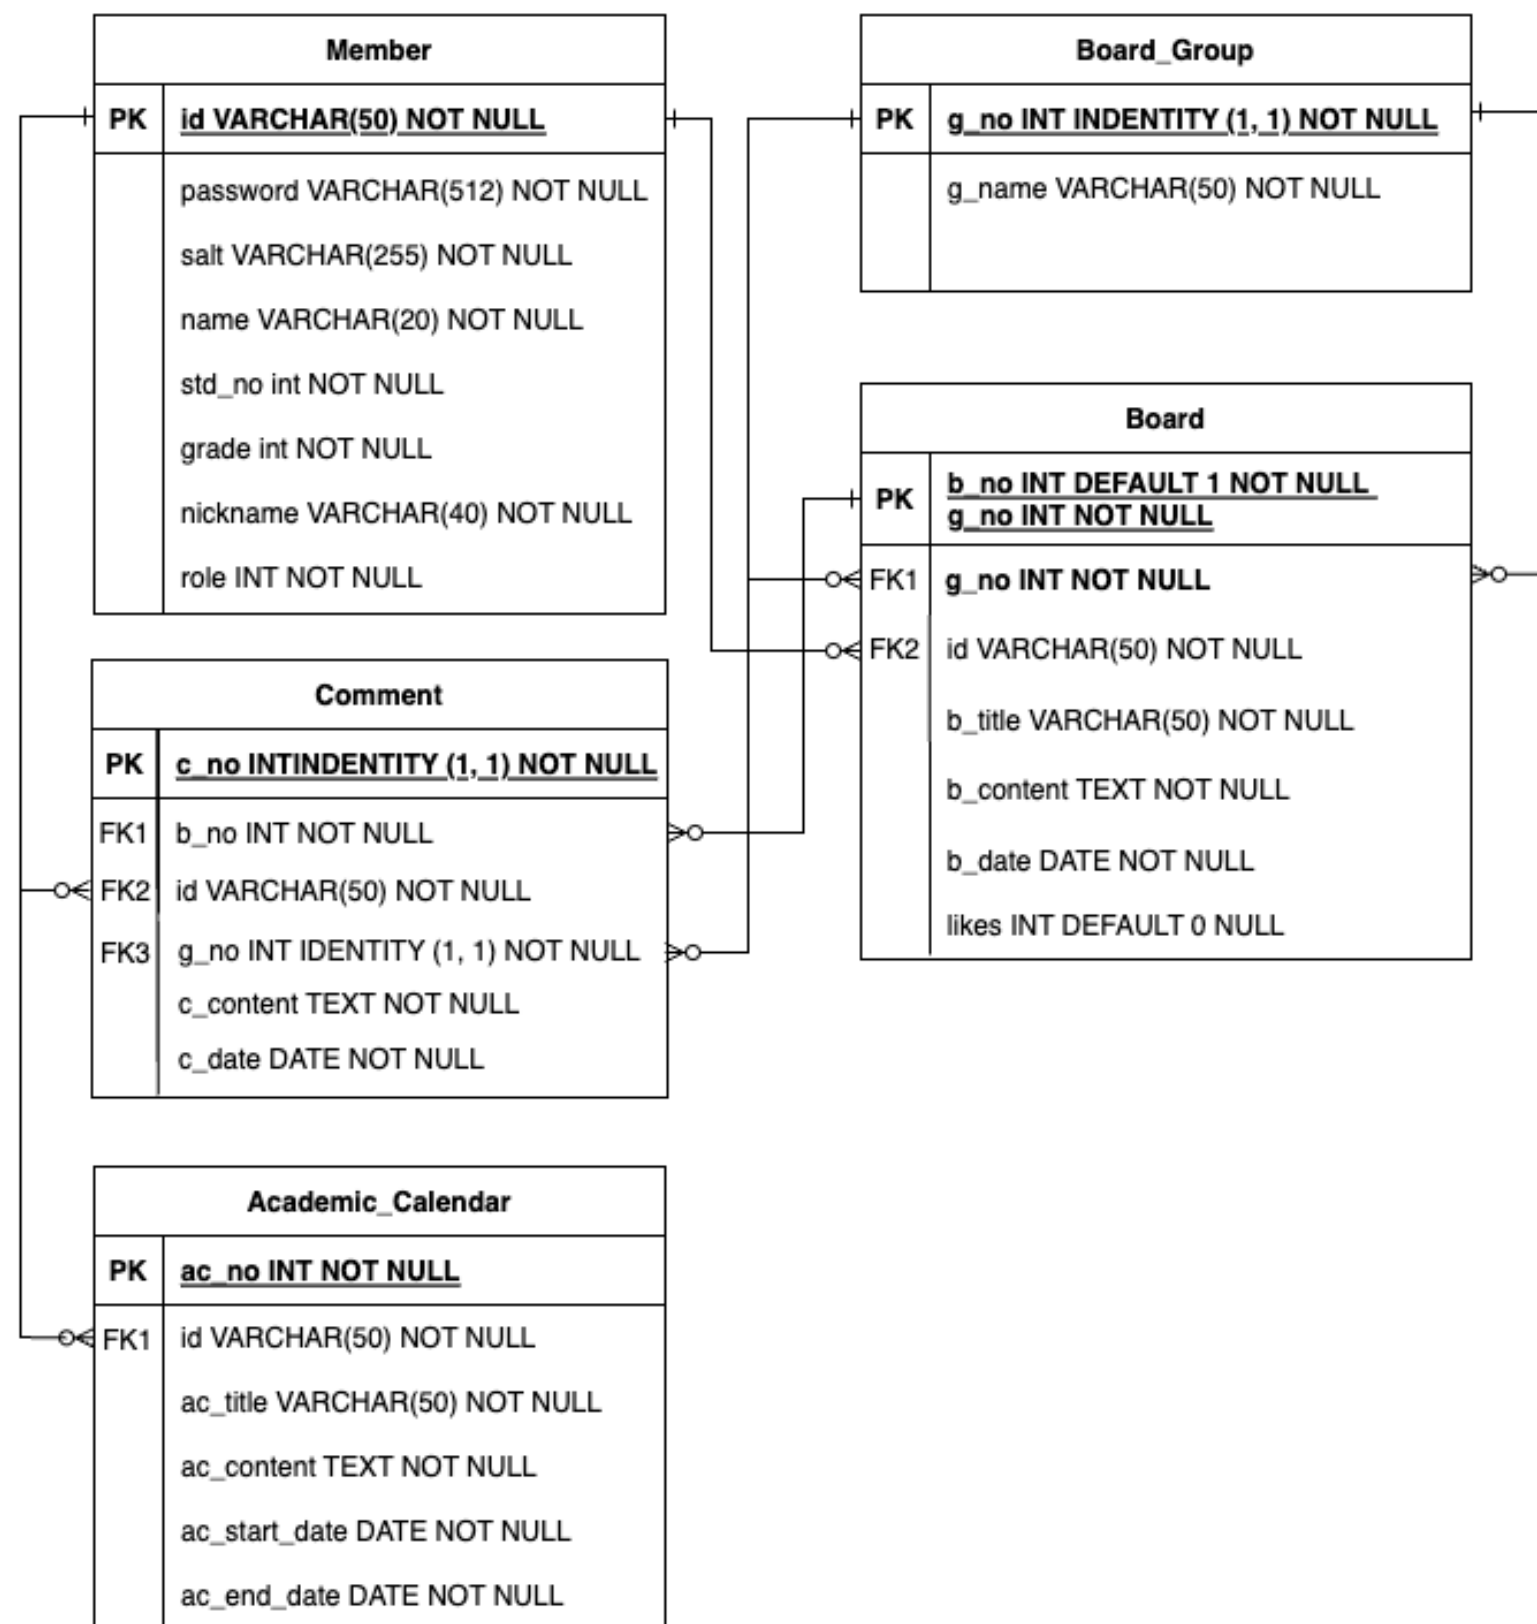 Member
PK id VARCHAR(50) NOT NULL
password VARCHAR(512) NOT NULL
salt VARCHAR(255) NOT NULL
name VARCHAR(20) NOT NULL
std_no int NOT NULL
grade int NOT NULL
nickname VARCHAR(40) NOT NULL
role INT NOT NULL
Board_Group
PK g_no INT INDENTITY (1, 1) NOT NULL
g_name VARCHAR(50) NOT NULL
Board
PK b_no INT DEFAULT 1 NOT NULL
g_no INT NOT NULL
FK1 g_no INT NOT NULL
FK2 id VARCHAR(50) NOT NULL
b_title VARCHAR(50) NOT NULL
b_content TEXT NOT NULL
b_date DATE NOT NULL
likes INT DEFAULT 0 NULL
Comment
PK c_no INTINDENTITY (1, 1) NOT NULL
FK1 b_no INT NOT NULL
FK2 id VARCHAR(50) NOT NULL
FK3 g_no INT IDENTITY (1, 1) NOT NULL
c_content TEXT NOT NULL
c_date DATE NOT NULL
Academic_Calendar
PK ac_no INT NOT NULL
FK1 id VARCHAR(50) NOT NULL
ac_title VARCHAR(50) NOT NULL
ac_content TEXT NOT NULL
ac_start_date DATE NOT NULL
ac_end_date DATE NOT NULL